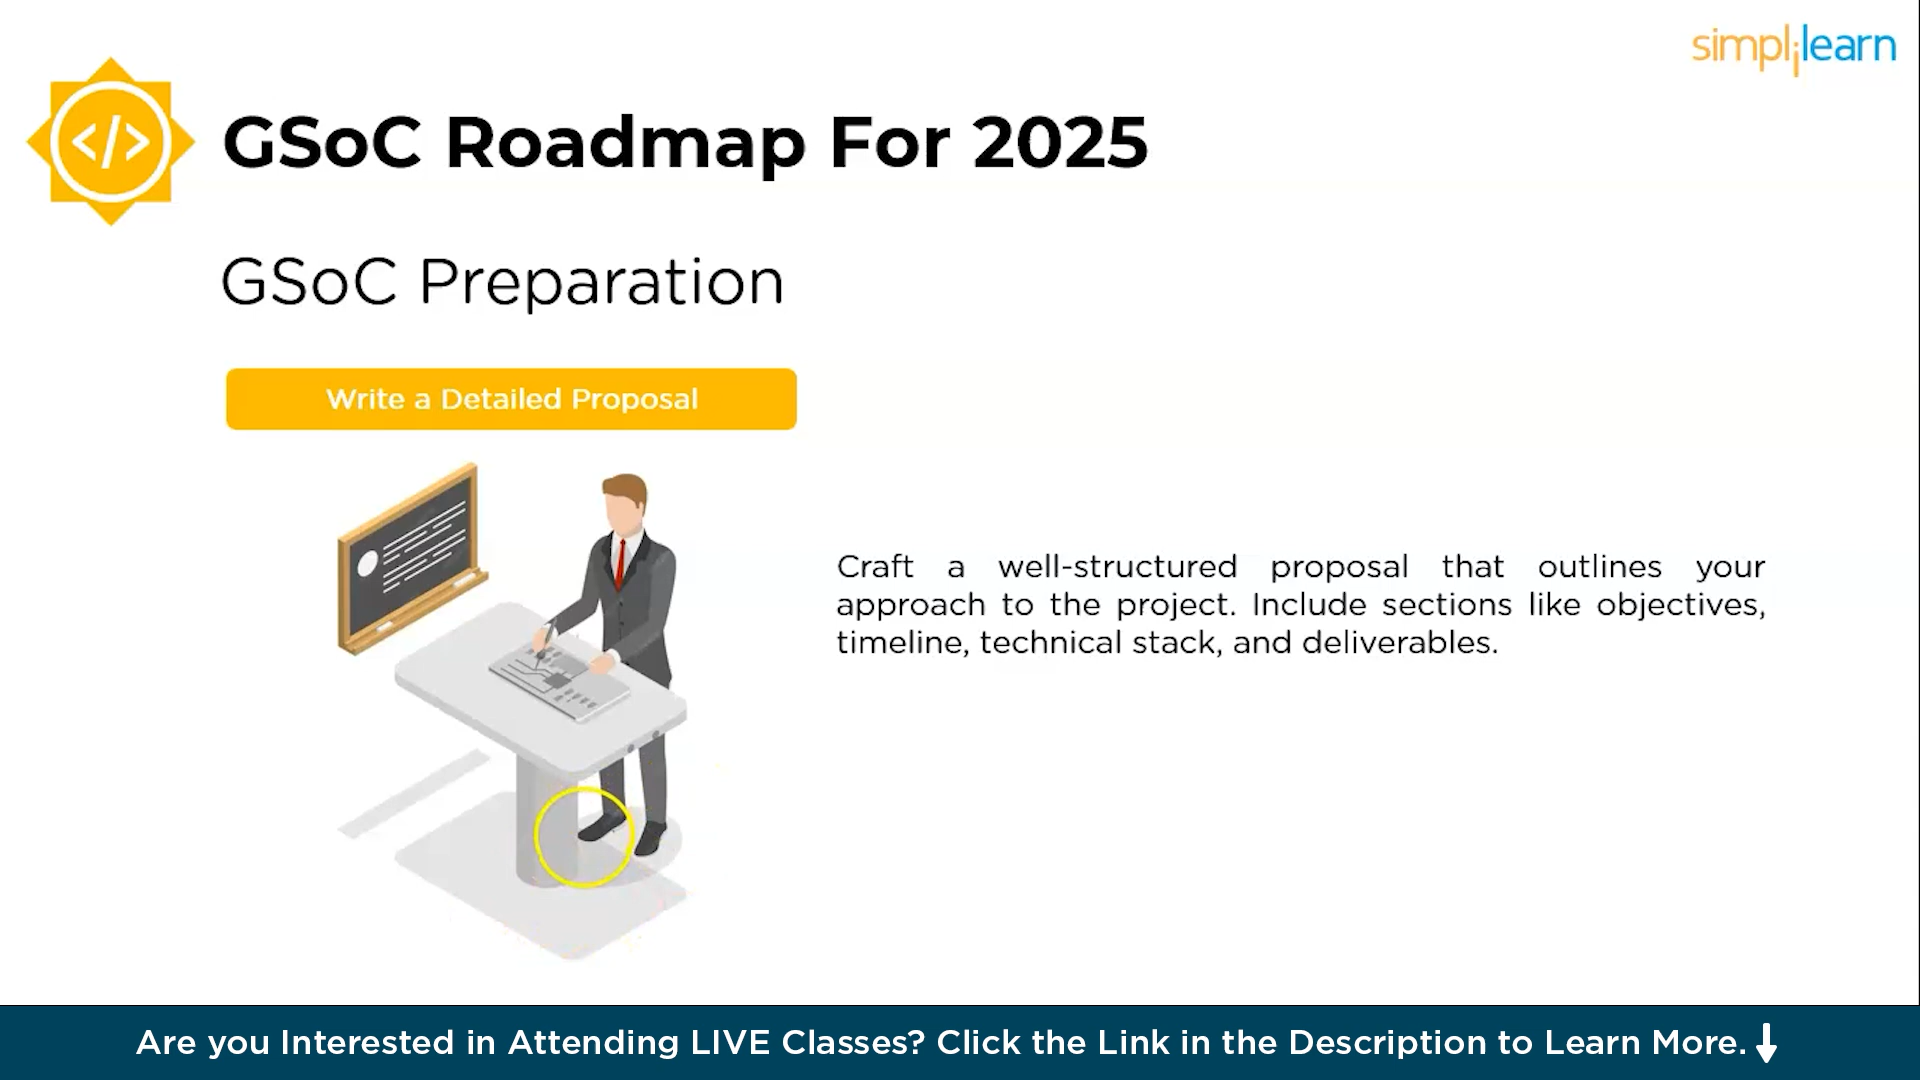 simplilearn
</>
GSoC Roadmap For 2025
GSoC Preparation
Write a Detailed Proposal
Craft a well-structured proposal that outlines your
approach to the project. Include sections like objectives,
timeline, technical stack, and deliverables.
Are you Interested in Attending LIVE Classes? Click the Link in the Description to Learn More.